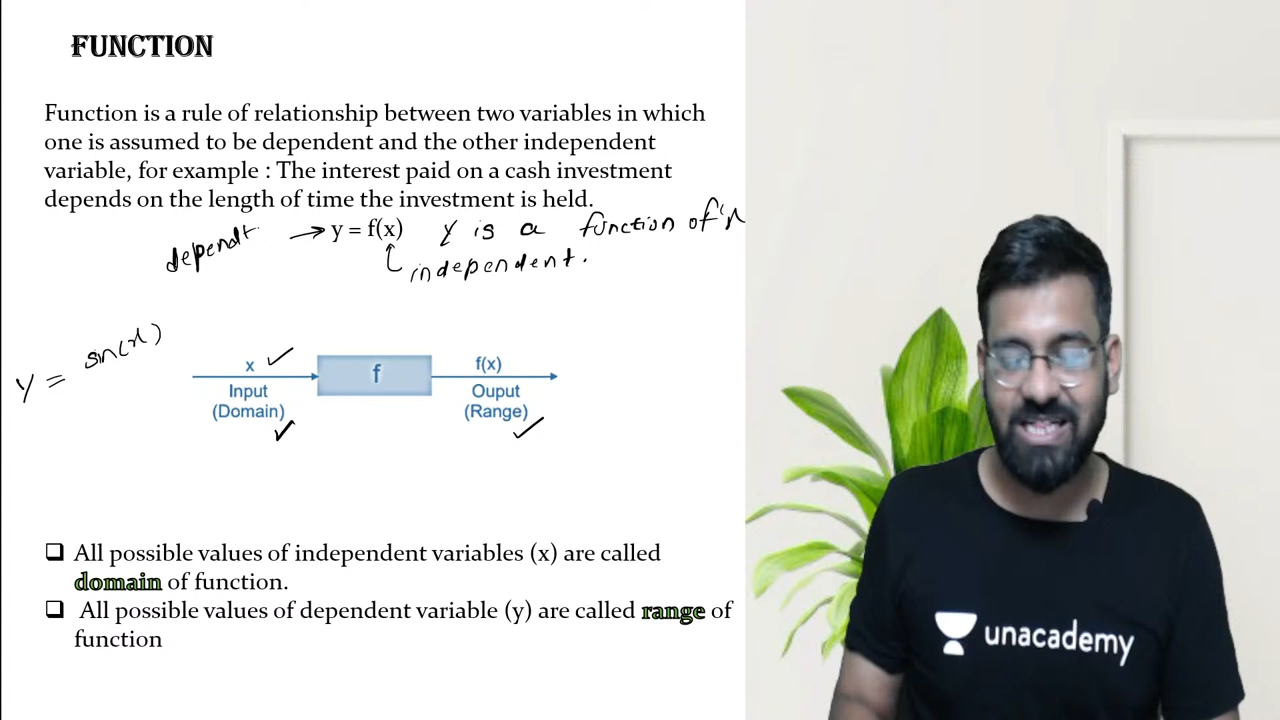 FUNCTION
Function is a rule of relationship between two variables in which
one is assumed to be dependent and the other independent
variable, for example : The interest paid on a cash investment
depends on the length of time the investment is held.
dependt → y = f(x) y is a function of 'x
independent.
y = sin(x)
x
f
f(x)
Input
(Domain)
Ouput
(Range)
❑ All possible values of independent variables (x) are called
domain of function.
❑ All possible values of dependent variable (y) are called range of
function
unacademy